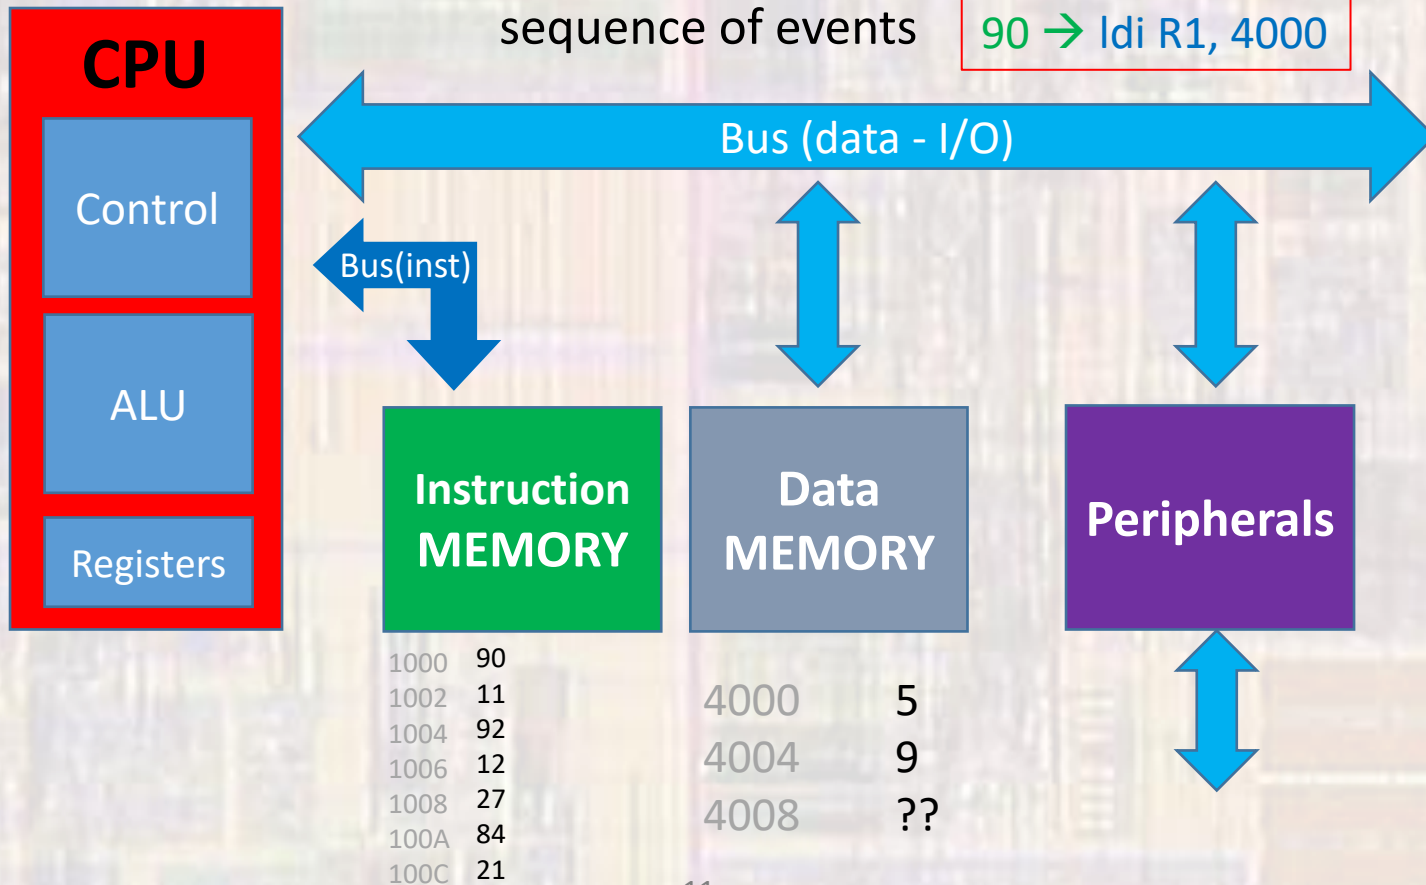 sequence of events
90 → ldi R1, 4000
CPU
Control
ALU
Registers
Bus (data - I/O)
Bus(inst)
Instruction
MEMORY
Data
MEMORY
Peripherals
1000 90
1002 11
1004 92
1006 12
1008 27
100A 84
100C 21
4000 5
4004 9
4008 ??